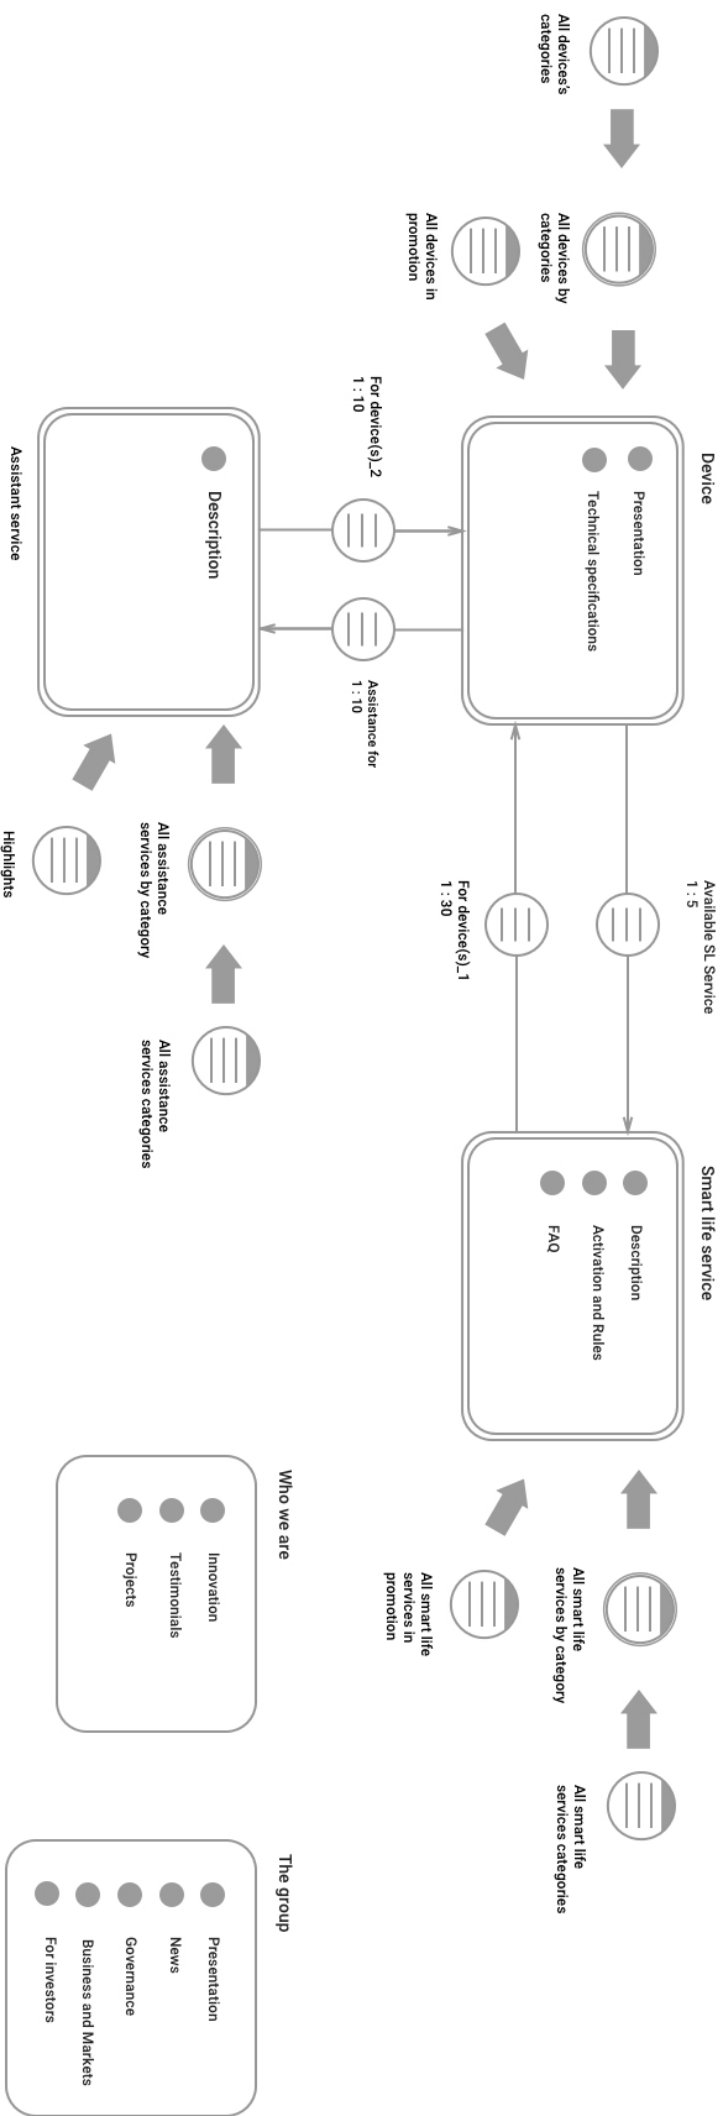 All devices's
categories
All devices by
categories
All devices in
promotion
Device
Presentation
Technical specifications
Available SL Service
1 : 5
For device(s)_1
1 : 30
Smart life service
Description
Activation and Rules
FAQ
All smart life
services by category
All smart life
services categories
All smart life
services in
promotion
For device(s)_2
1 : 10
Assistance for
1 : 10
Description
Assistant service
All assistance
services by category
All assistance
services categories
Highlights
Who we are
Innovation
Testimonials
Projects
The group
Presentation
News
Governance
Business and Markets
For investors